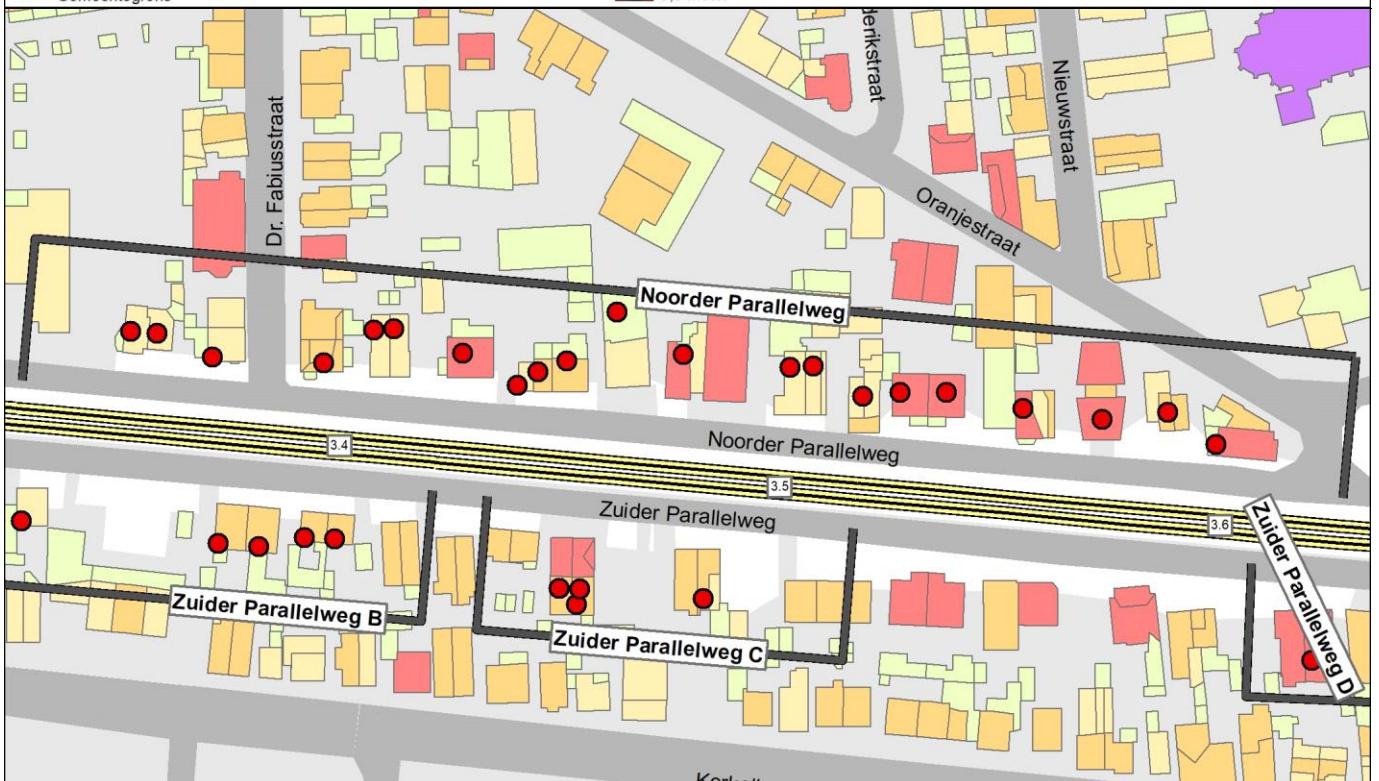 Dr. Fabiusstraat
derikstraat
Nieuwstraat
Oranjestraat
Noorder Parallelweg
3.4
Noorder Parallelweg
3.5
Zuider Parallelweg
3.6
Zuider Parallelweg B
Zuider Parallelweg C
Zuider Parallelweg D